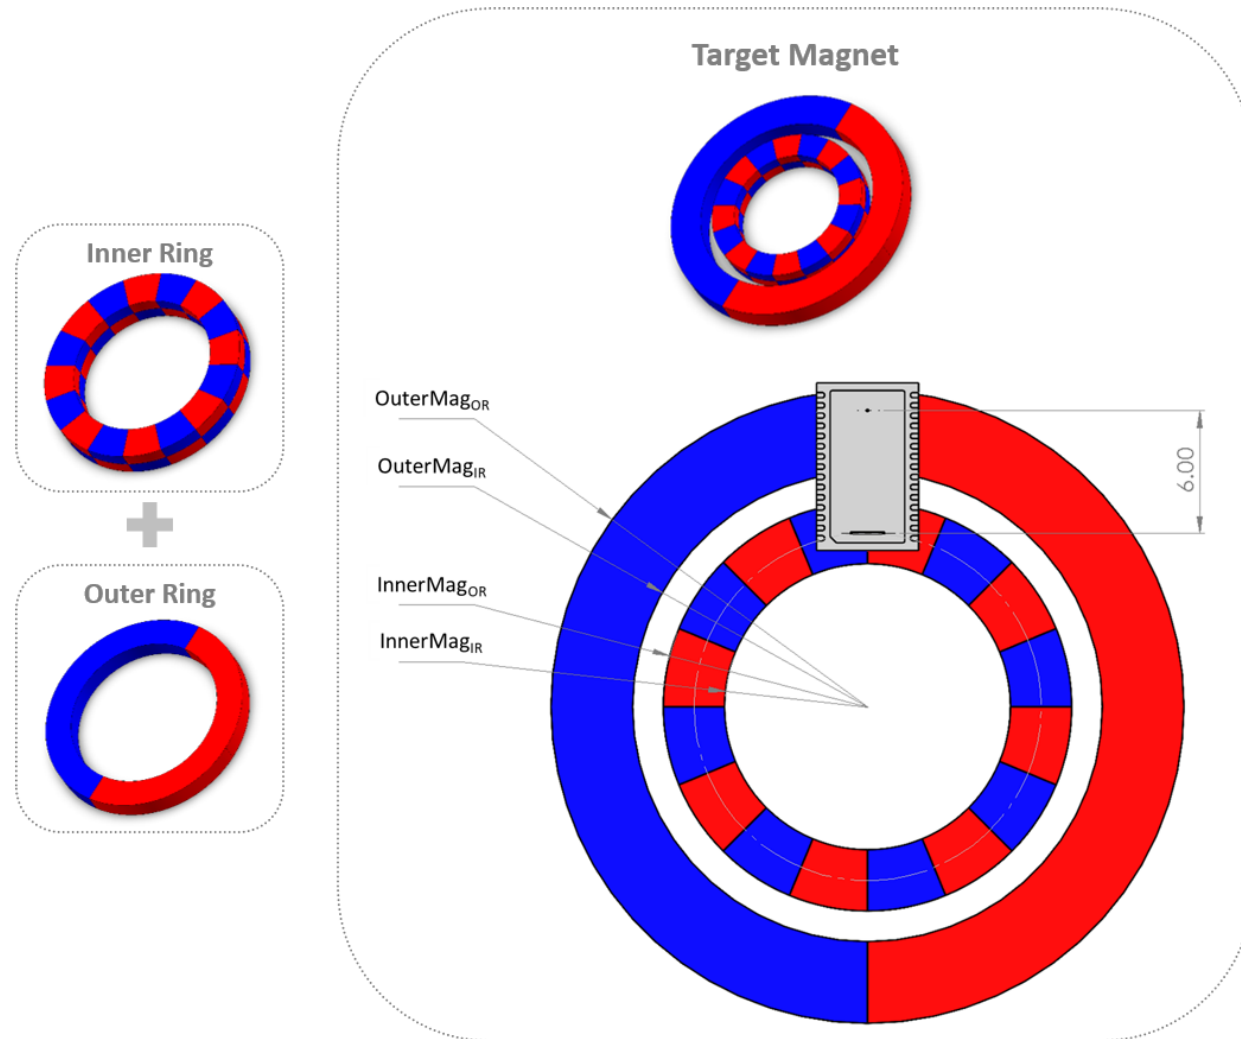 Target Magnet
Inner Ring
Outer Ring
OuterMagOR
OuterMagIR
InnerMagOR
InnerMagIR
6.00